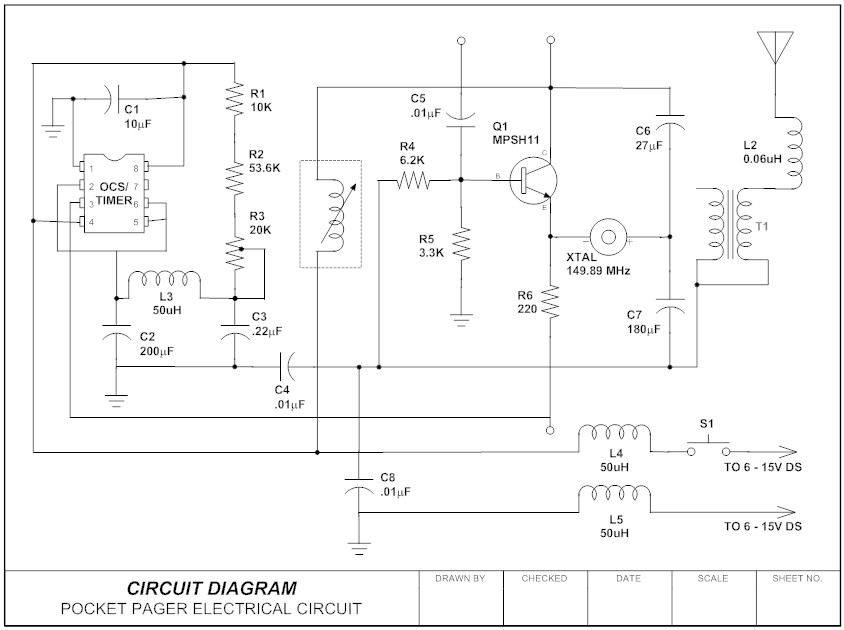 C1
10µF
1
2
3
4
8
7
6
5
OCS/
TIMER
R1
10K
R2
53.6K
R3
20K
L3
50uH
C2
200µF
C3
.22µF
C4
.01µF
C5
.01µF
R4
6.2K
R5
3.3K
Q1
MPSH11
B
C
E
R6
220
XTAL
149.89 MHz
-
+
C6
27µF
C7
180µF
L2
0.06uH
T1
C8
.01µF
L4
50uH
S1
TO 6 - 15V DS
L5
50uH
TO 6 - 15V DS
CIRCUIT DIAGRAM
POCKET PAGER ELECTRICAL CIRCUIT
DRAWN BY
CHECKED
DATE
SCALE
SHEET NO.